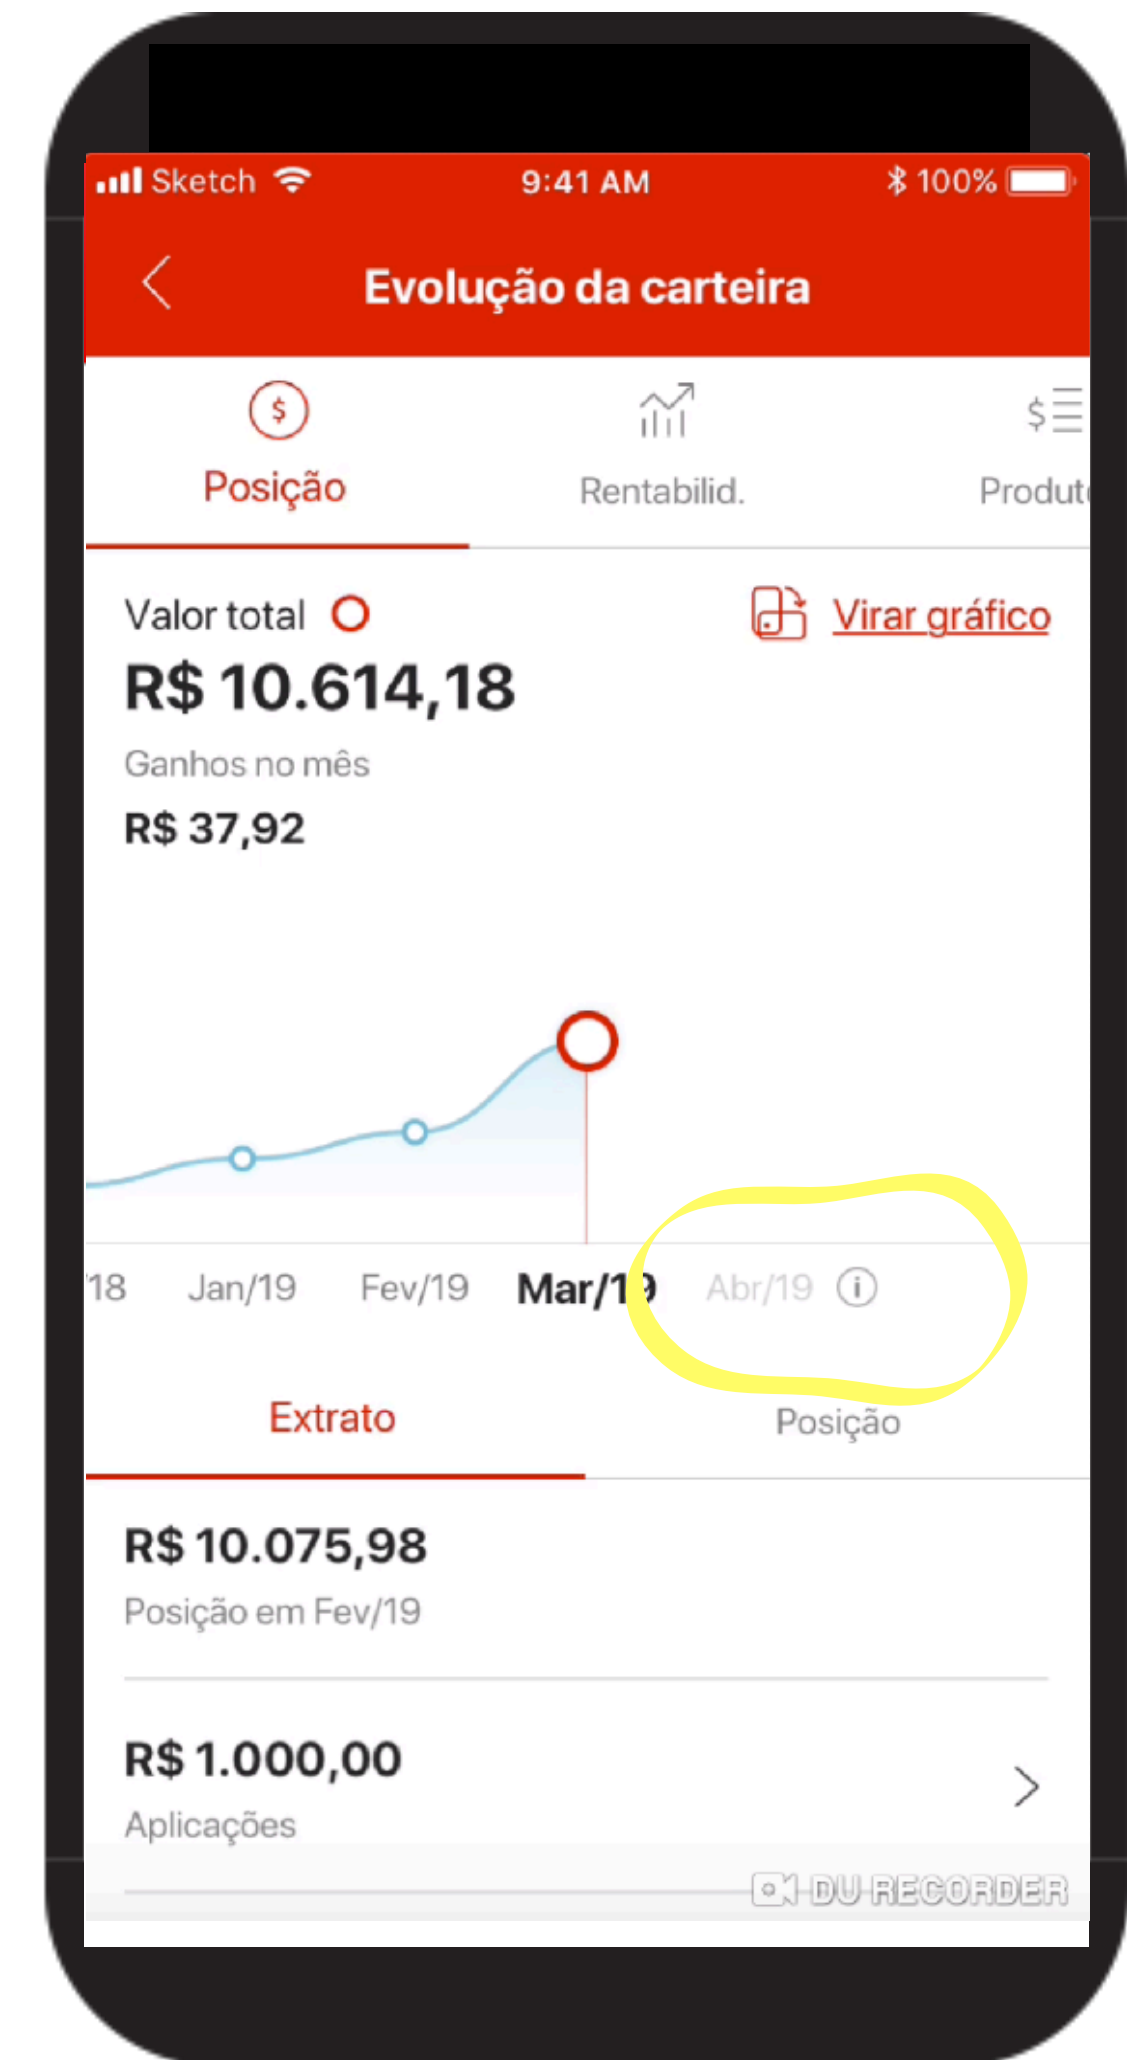 Sketch 9:41 AM 100%
Evolução da carteira
$ $
Posição Rentabilid. Produt
Valor total Virar gráfico
R$ 10.614,18
Ganhos no mês
R$ 37,92
'18 Jan/19 Fev/19 Mar/19 Abr/19 i
Extrato Posição
R$ 10.075,98
Posição em Fev/19
R$ 1.000,00
Aplicações
DU RECORDER